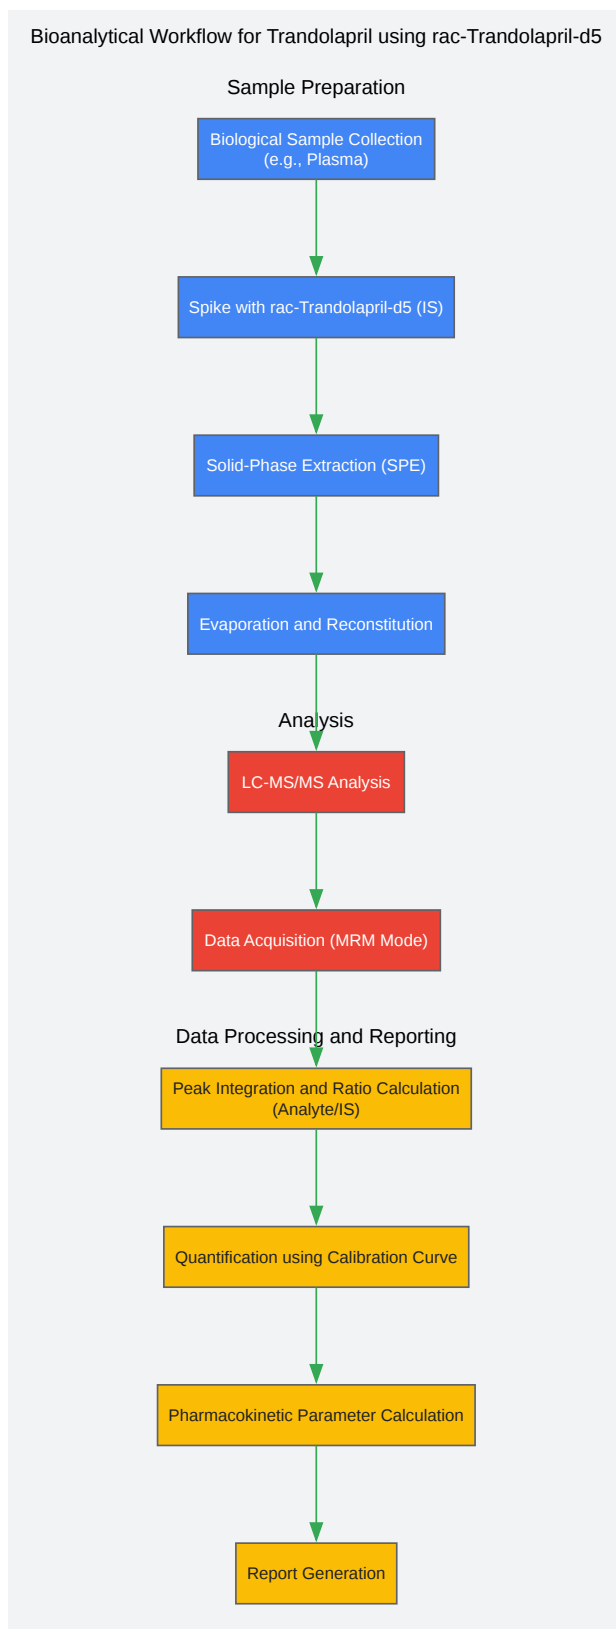 Bioanalytical Workflow for Trandolapril using rac-Trandolapril-d5
Sample Preparation
Biological Sample Collection
(e.g., Plasma)
Spike with rac-Trandolapril-d5 (IS)
Solid-Phase Extraction (SPE)
Evaporation and Reconstitution
Analysis
LC-MS/MS Analysis
Data Acquisition (MRM Mode)
Data Processing and Reporting
Peak Integration and Ratio Calculation
(Analyte/IS)
Quantification using Calibration Curve
Pharmacokinetic Parameter Calculation
Report Generation